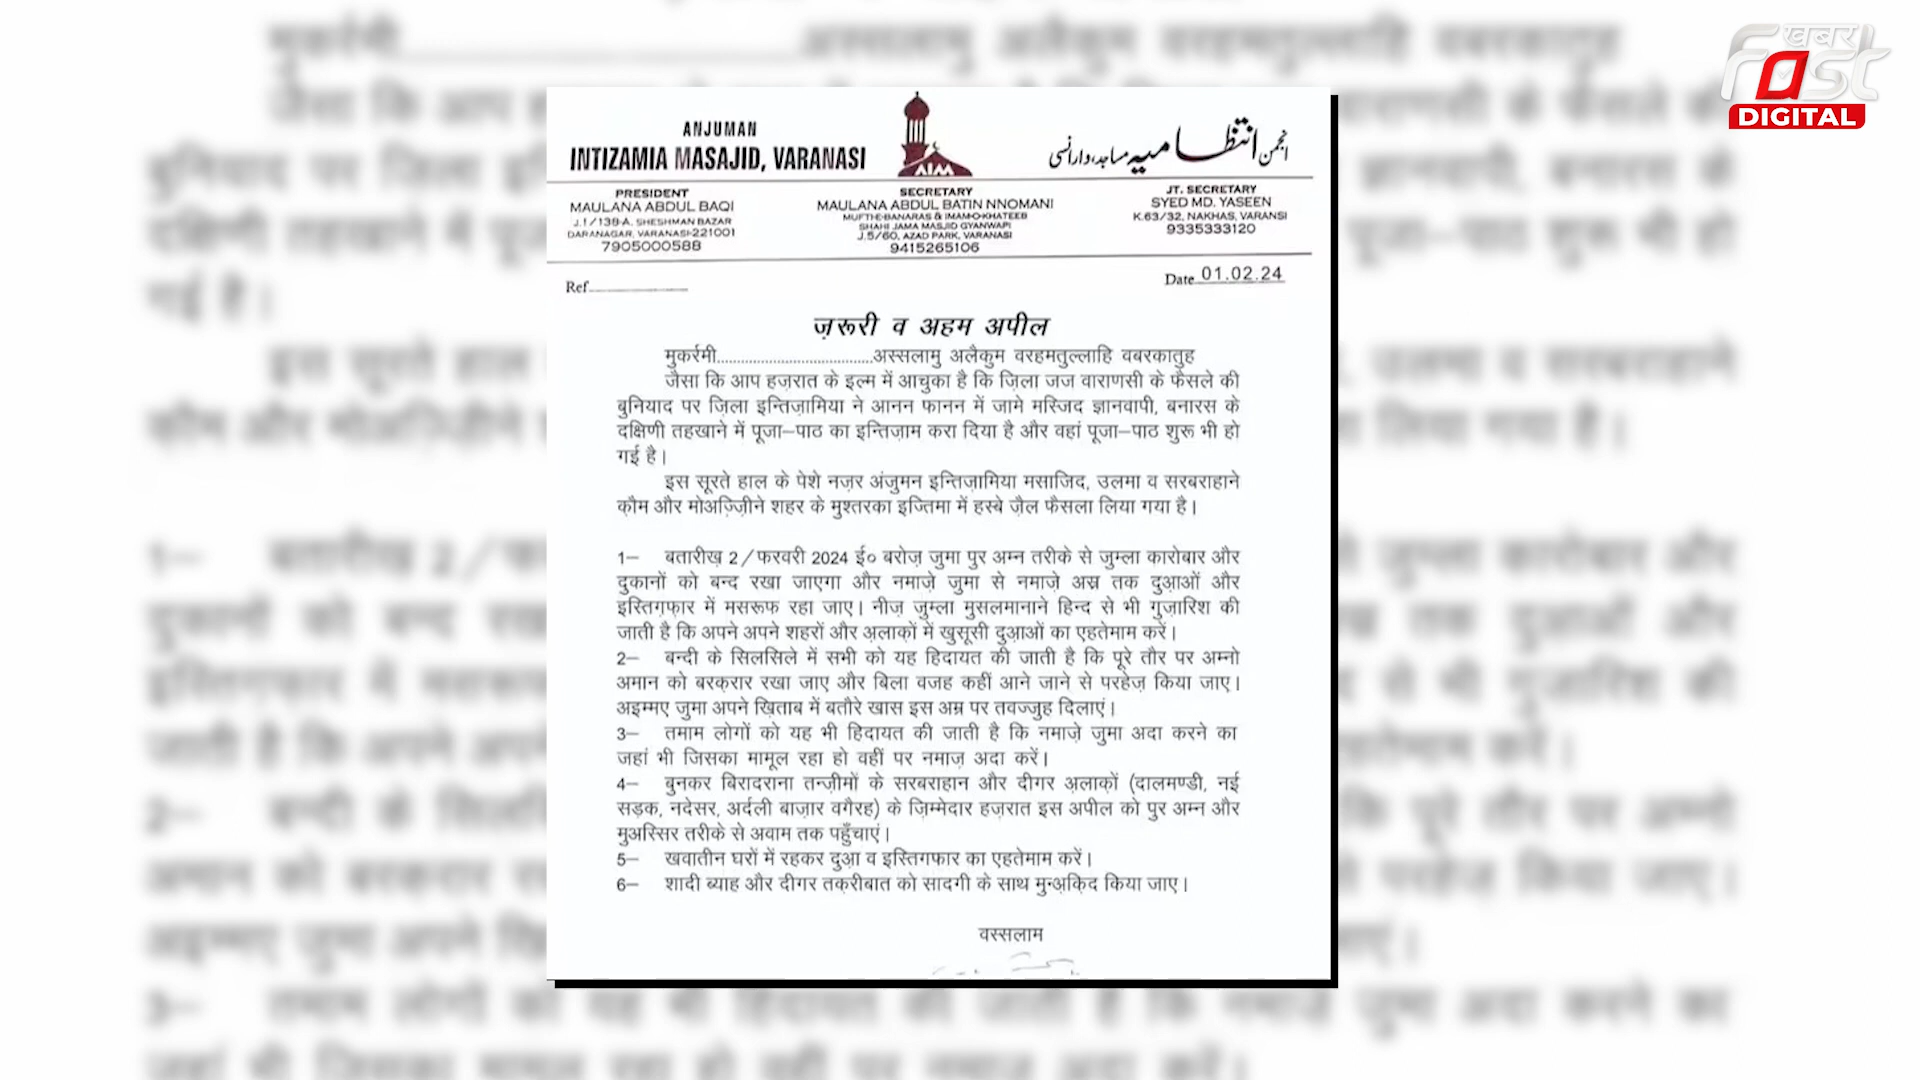 खबर
Fast
DIGITAL
ANJUMAN
INTIZAMIA MASAJID, VARANASI
AIM
انجمن انتظامیہ مساجد، وارانسی
PRESIDENT
MAULANA ABDUL BAQI
J.1/138-A, SHESHMAN BAZAR
DARANAGAR, VARANASI-221001
7905000588
SECRETARY
MAULANA ABDUL BATIN NNOMANI
MUFTI-E-BANARAS & IMAM-O-KHATEEB
SHAHI JAMA MASJID GYANWAPI
J.5/60, AZAD PARK, VARANASI
9415265106
JT. SECRETARY
SYED MD. YASEEN
K.63/32, NAKHAS, VARANSI
9335333120
Ref
Date 01.02.24
ज़रूरी व अहम अपील
मुकर्रमी....................................अस्सलामु अलैकुम वरहमतुल्लाहि वबरकातुह
जैसा कि आप हज़रात के इल्म में आचुका है कि ज़िला जज वाराणसी के फैसले की
बुनियाद पर ज़िला इन्तिज़ामिया ने आनन फानन में जामे मस्जिद ज्ञानवापी, बनारस के
दक्षिणी तहखाने में पूजा–पाठ का इन्तिज़ाम करा दिया है और वहां पूजा–पाठ शुरू भी हो
गई है।
इस सूरते हाल के पेशे नज़र अंजुमन इन्तिज़ामिया मसाजिद, उलमा व सरबराहाने
क़ौम और मोअज़्ज़िीने शहर के मुश्तरका इज्तिमा में हस्बे ज़ैल फैसला लिया गया है।
1– बतारीख़ 2/फरवरी 2024 ई० बरोज़ जुमा पुर अम्न तरीके से जुम्ला कारोबार और
दुकानों को बन्द रखा जाएगा और नमाज़े जुमा से नमाज़े अस्र तक दुआओं और
इस्तिग़फार में मसरूफ रहा जाए। नीज़ जुम्ला मुसलमानाने हिन्द से भी गुज़ारिश की
जाती है कि अपने अपने शहरों और अ़लाक़ों में खुसूसी दुआओं का एहतेमाम करें।
2– बन्दी के सिलसिले में सभी को यह हिदायत की जाती है कि पूरे तौर पर अम्नो
अमान को बरक़रार रखा जाए और बिला वजह कहीं आने जाने से परहेज़ किया जाए।
अइम्मए जुमा अपने ख़िताब में बतौरे खास इस अम्र पर तवज्जुह दिलाएं।
3– तमाम लोगों को यह भी हिदायत की जाती है कि नमाज़े जुमा अदा करने का
जहां भी जिसका मामूल रहा हो वहीं पर नमाज़ अदा करें।
4– बुनकर बिरादराना तन्ज़ीमों के सरबराहान और दीगर अ़लाक़ों (दालमण्डी, नई
सड़क, नदेसर, अर्दली बाज़ार वगैरह) के ज़िम्मेदार हज़रात इस अपील को पुर अम्न और
मुअस्सिर तरीके से अवाम तक पहुँचाएं।
5– खवातीन घरों में रहकर दुआ व इस्तिगफार का एहतेमाम करें।
6– शादी ब्याह और दीगर तक़रीबात को सादगी के साथ मुन्अ़क़िद किया जाए।
वस्सलाम